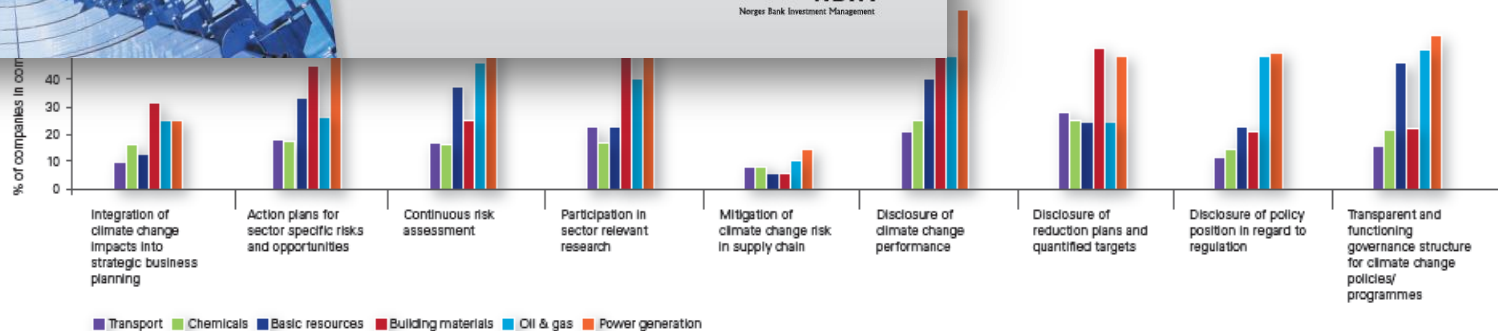 Norges Bank Investment Management
% of companies in
40
30
20
10
0
Integration of
climate change
impacts into
strategic business
planning
Action plans for
sector specific risks
and opportunities
Continuous risk
assessment
Participation in
sector relevant
research
Mitigation of
climate change risk
in supply chain
Disclosure of
climate change
performance
Disclosure of
reduction plans and
quantified targets
Disclosure of policy
position in regard to
regulation
Transparent and
functioning
governance structure
for climate change
policies/
programmes
Transport Chemicals Basic resources Building materials Oil & gas Power generation